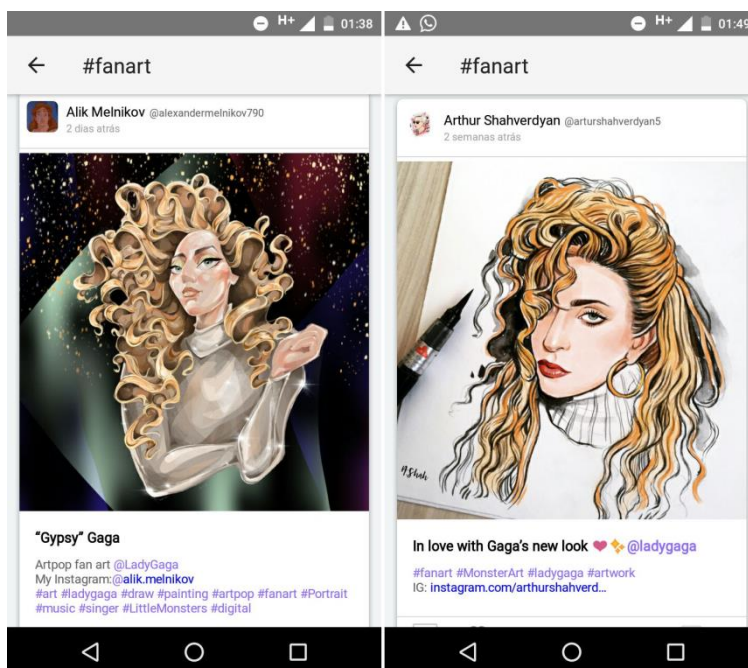 H+ 01:38
#fanart
Alik Melnikov @alexandermelnikov790
2 dias atrás
“Gypsy” Gaga
Artpop fan art @LadyGaga
My Instagram:@alik.melnikov
#art #ladygaga #draw #painting #artpop #fanart #Portrait
#music #singer #LittleMonsters #digital
H+ 01:49
#fanart
Arthur Shahverdyan @arturshahverdyan5
2 semanas atrás
A.Shah
In love with Gaga’s new look ❤✨@ladygaga
#fanart #MonsterArt #ladygaga #artwork
IG: instagram.com/arthurshahverd…